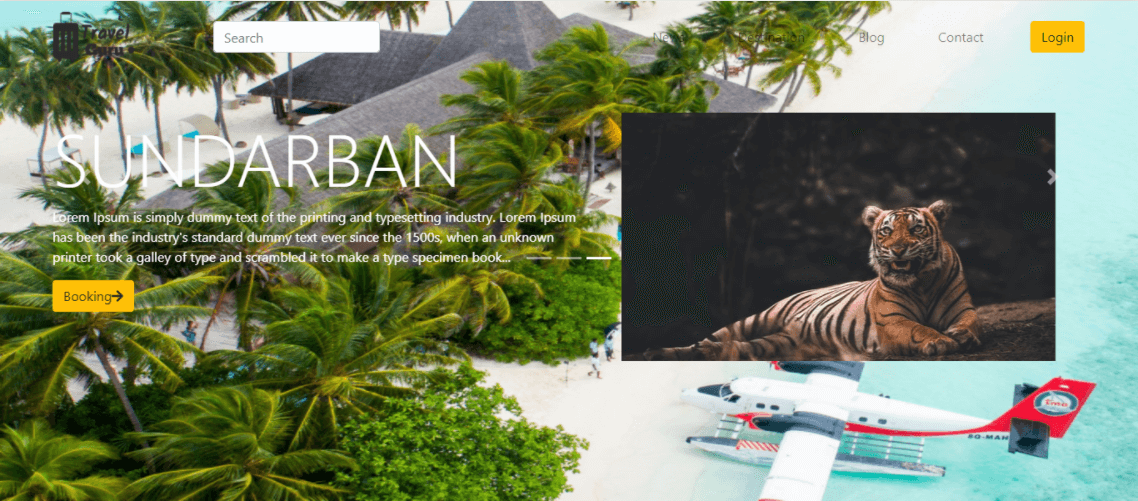 Travel
Guru
Search
News
Destination
Blog
Contact
Login
SUNDARBAN
Lorem Ipsum is simply dummy text of the printing and typesetting industry. Lorem Ipsum
has been the industry's standard dummy text ever since the 1500s, when an unknown
printer took a galley of type and scrambled it to make a type specimen book...
Booking→
8Q-MAH